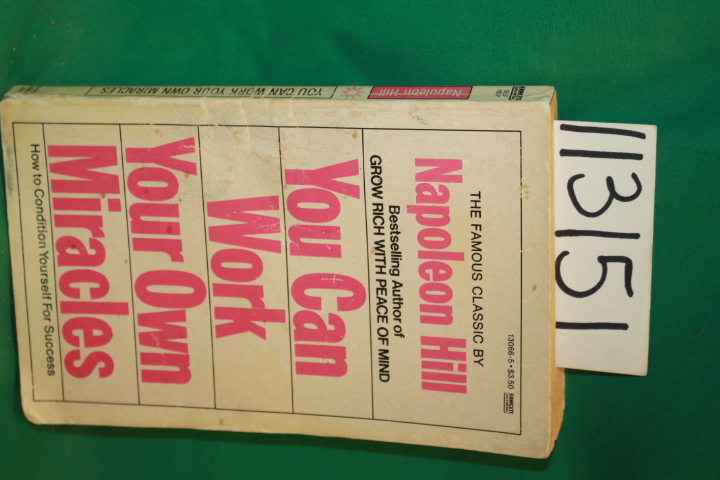 113151
13066-5 • $3.50
FAWCETT
THE FAMOUS CLASSIC BY
Napoleon Hill
Bestselling Author of
GROW RICH WITH PEACE OF MIND
You Can
Work
Your Own
Miracles
How to Condition Yourself For Success
YOU CAN WORK YOUR OWN MIRACLES
Napoleon Hill
FAWCETT